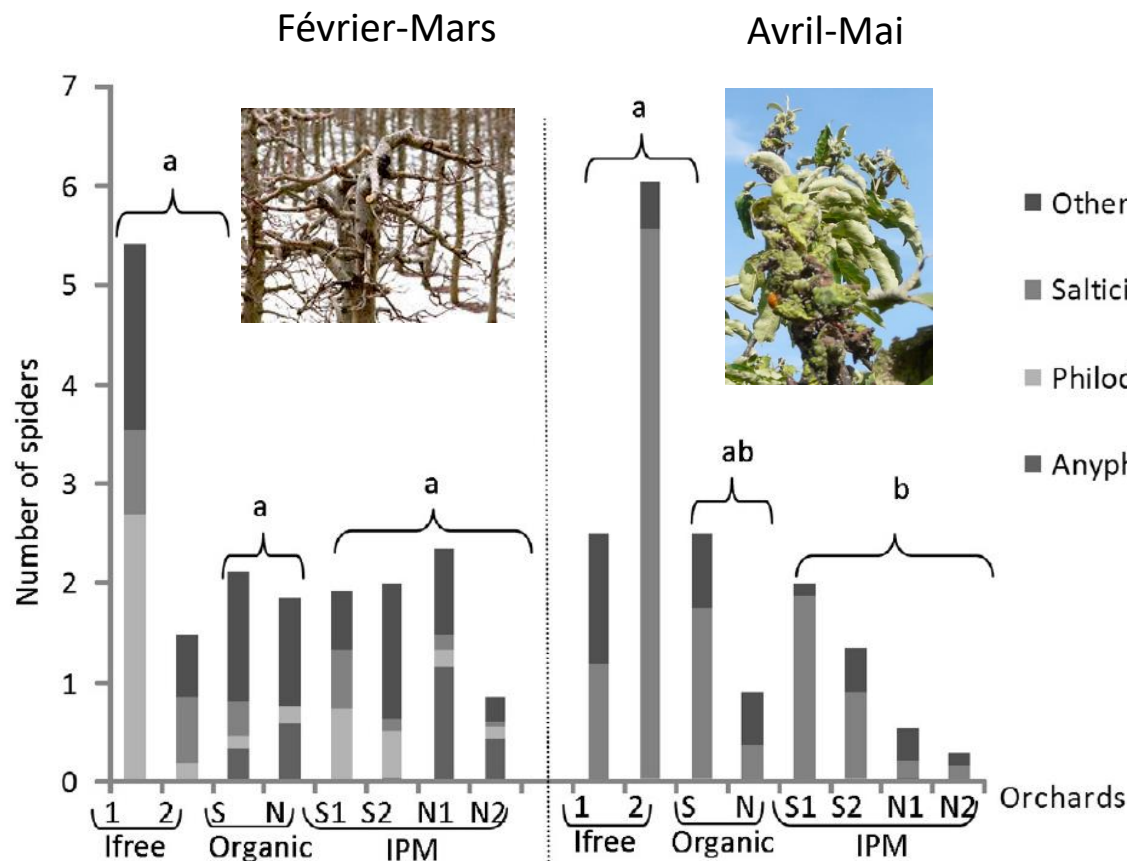 Février-Mars
Avril-Mai
Number of spiders
7
6
5
4
3
2
1
0
a
a
a
a
ab
b
Other
Saltici
Philoc
Anyph
1 2 S N S1 S2 N1 N2
Ifree Organic IPM
1 2 S N S1 S2 N1 N2
Ifree Organic IPM
Orchards